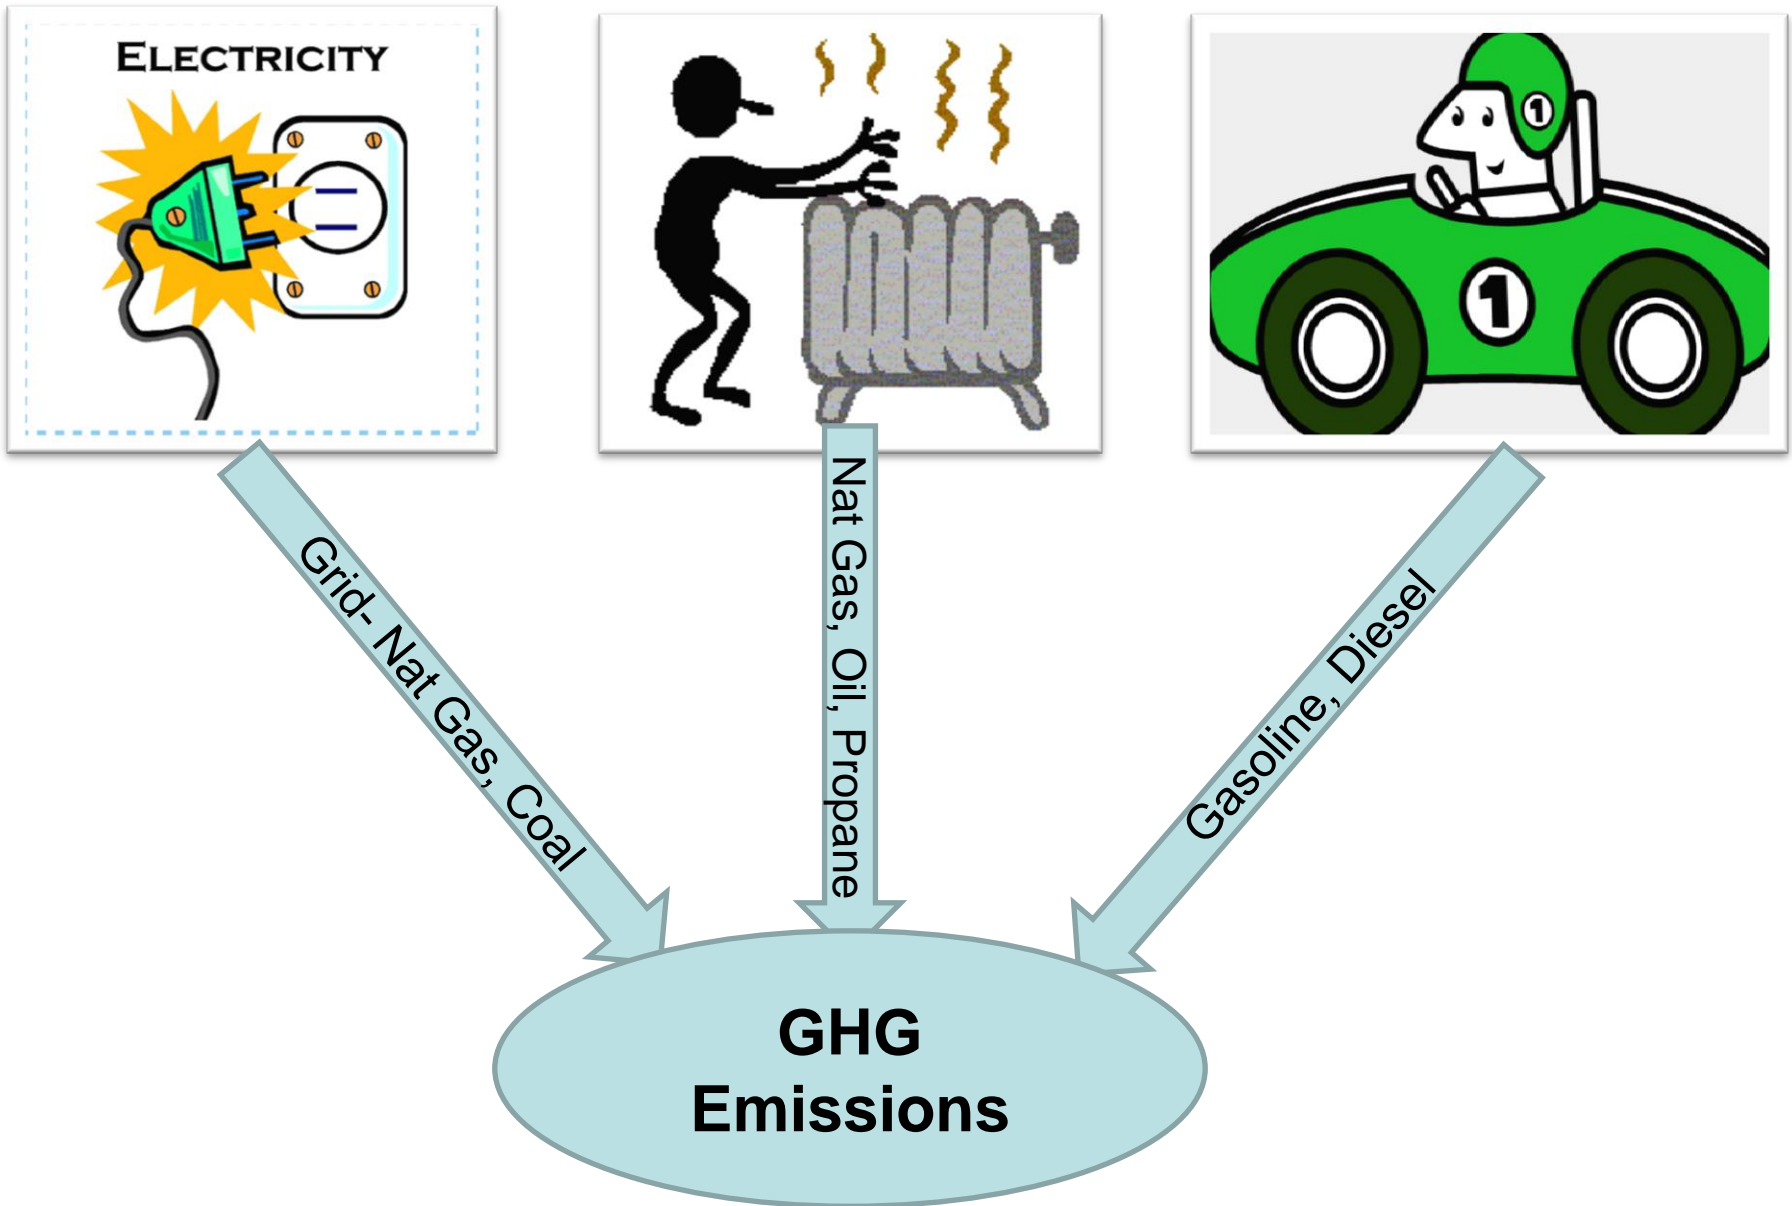 ELECTRICITY
1
1
Grid- Nat Gas, Coal
Nat Gas, Oil, Propane
Gasoline, Diesel
GHG
Emissions